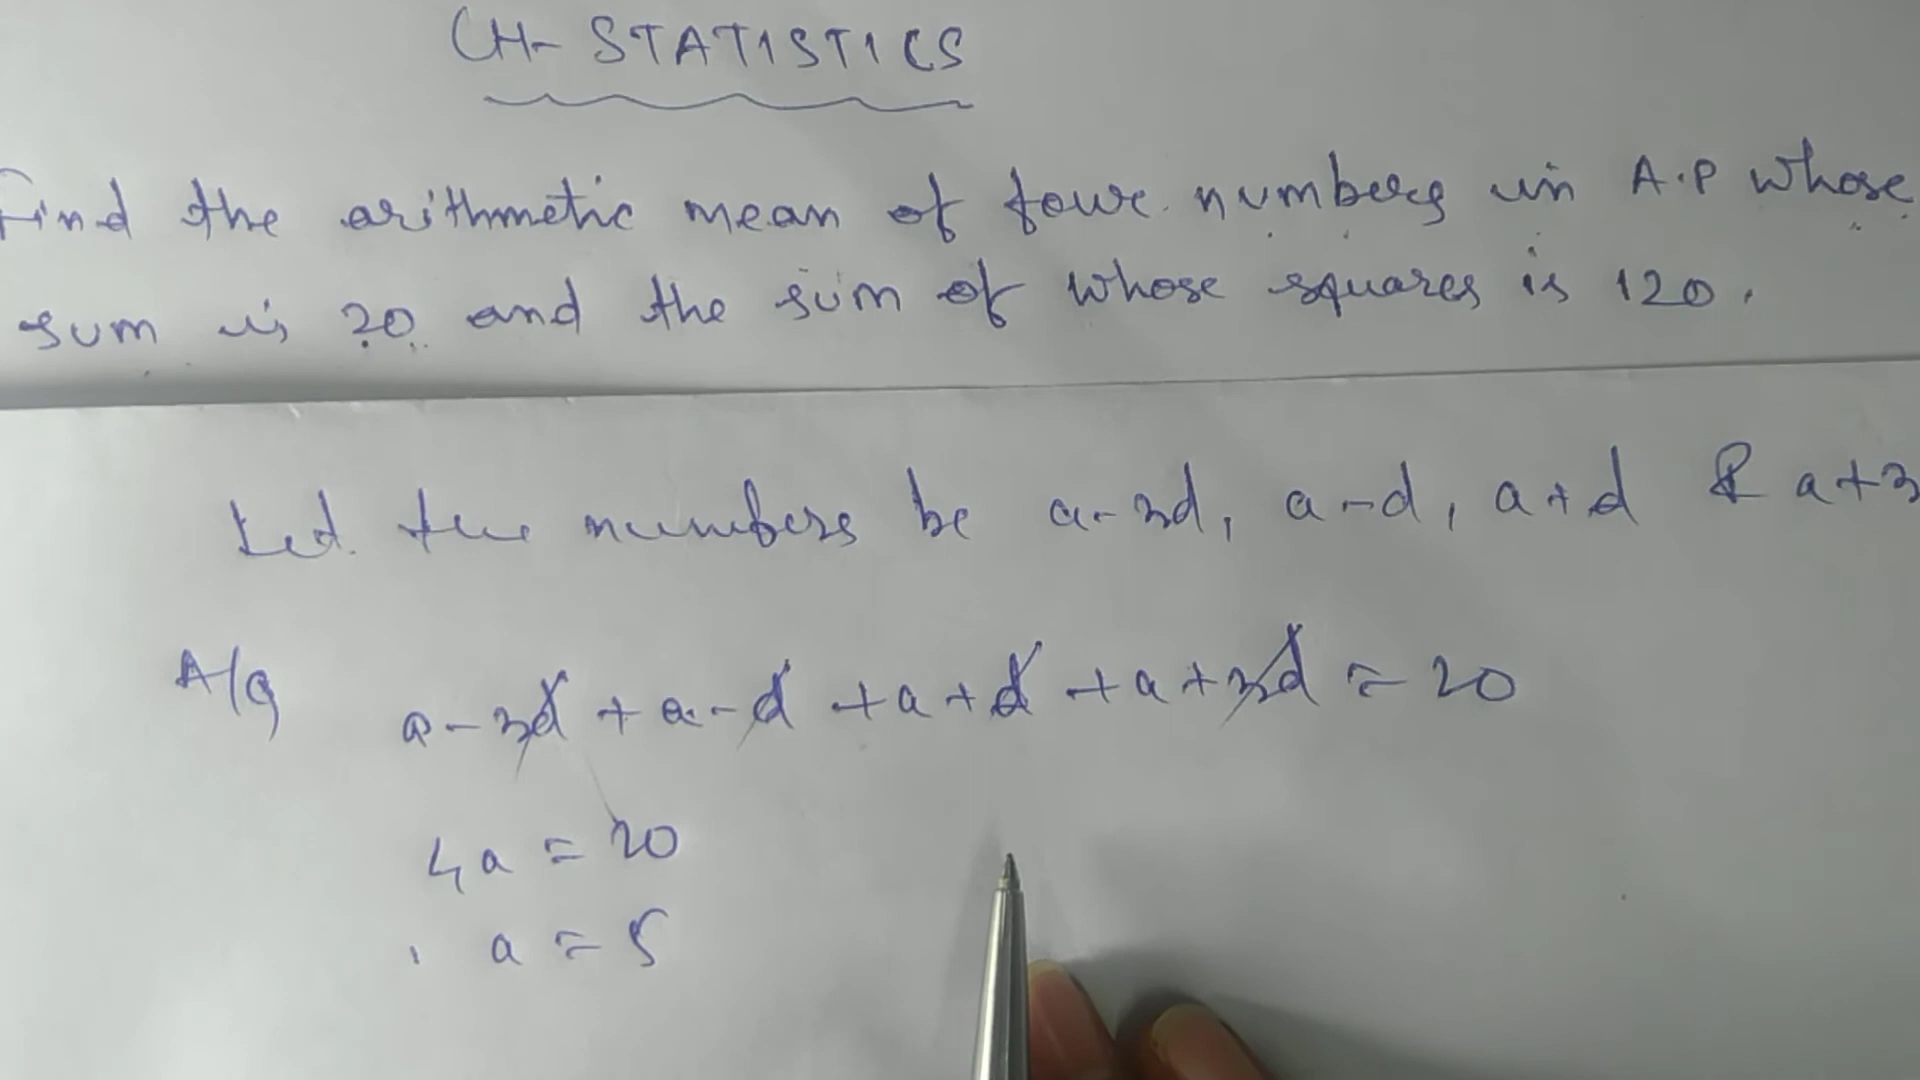 CH- STATISTICS
Find the arithmetic mean of four numbers in A.P whose
sum is 20 and the sum of whose squares is 120.
Let the numbers be a-3d, a-d, a+d & a+3
A/q
a-3d + a-d + a+d + a+3d = 20
4a = 20
a = 5